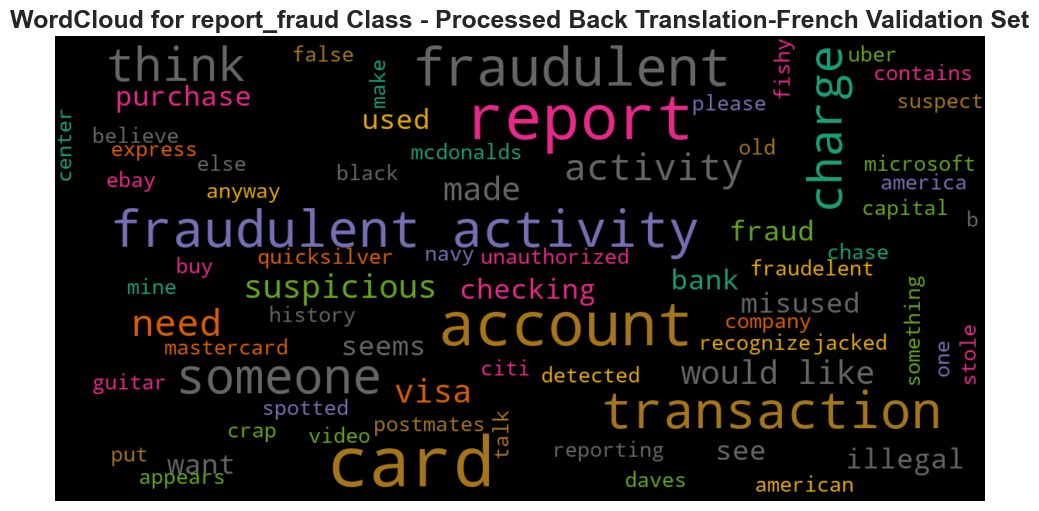 WordCloud for report_fraud Class - Processed Back Translation-French Validation Set
think
false
make
fraudulent
fishy
charge
uber
contains
purchase
used
report
please
suspect
center
believe
express
else
mcdonalds
old
microsoft
ebay
anyway
black
made
activity
america
capital
b
fraudulent activity
fraud
chase
buy
quicksilver
navy
unauthorized
bank
fraudelent
mine
suspicious
checking
misused
something
need
history
account
company
one
stole
mastercard
seems
recognize
jacked
guitar
someone
citi
detected
would like
visa
spotted
transaction
crap
video
postmates
talk
put
want
card
reporting
see
illegal
appears
daves
american